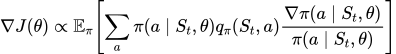 ∇J(θ) ∝ 𝔼_π[∑_a π(a | S_t, θ)q_π(S_t, a) ∇π(a | S_t, θ) / π(a | S_t, θ)]